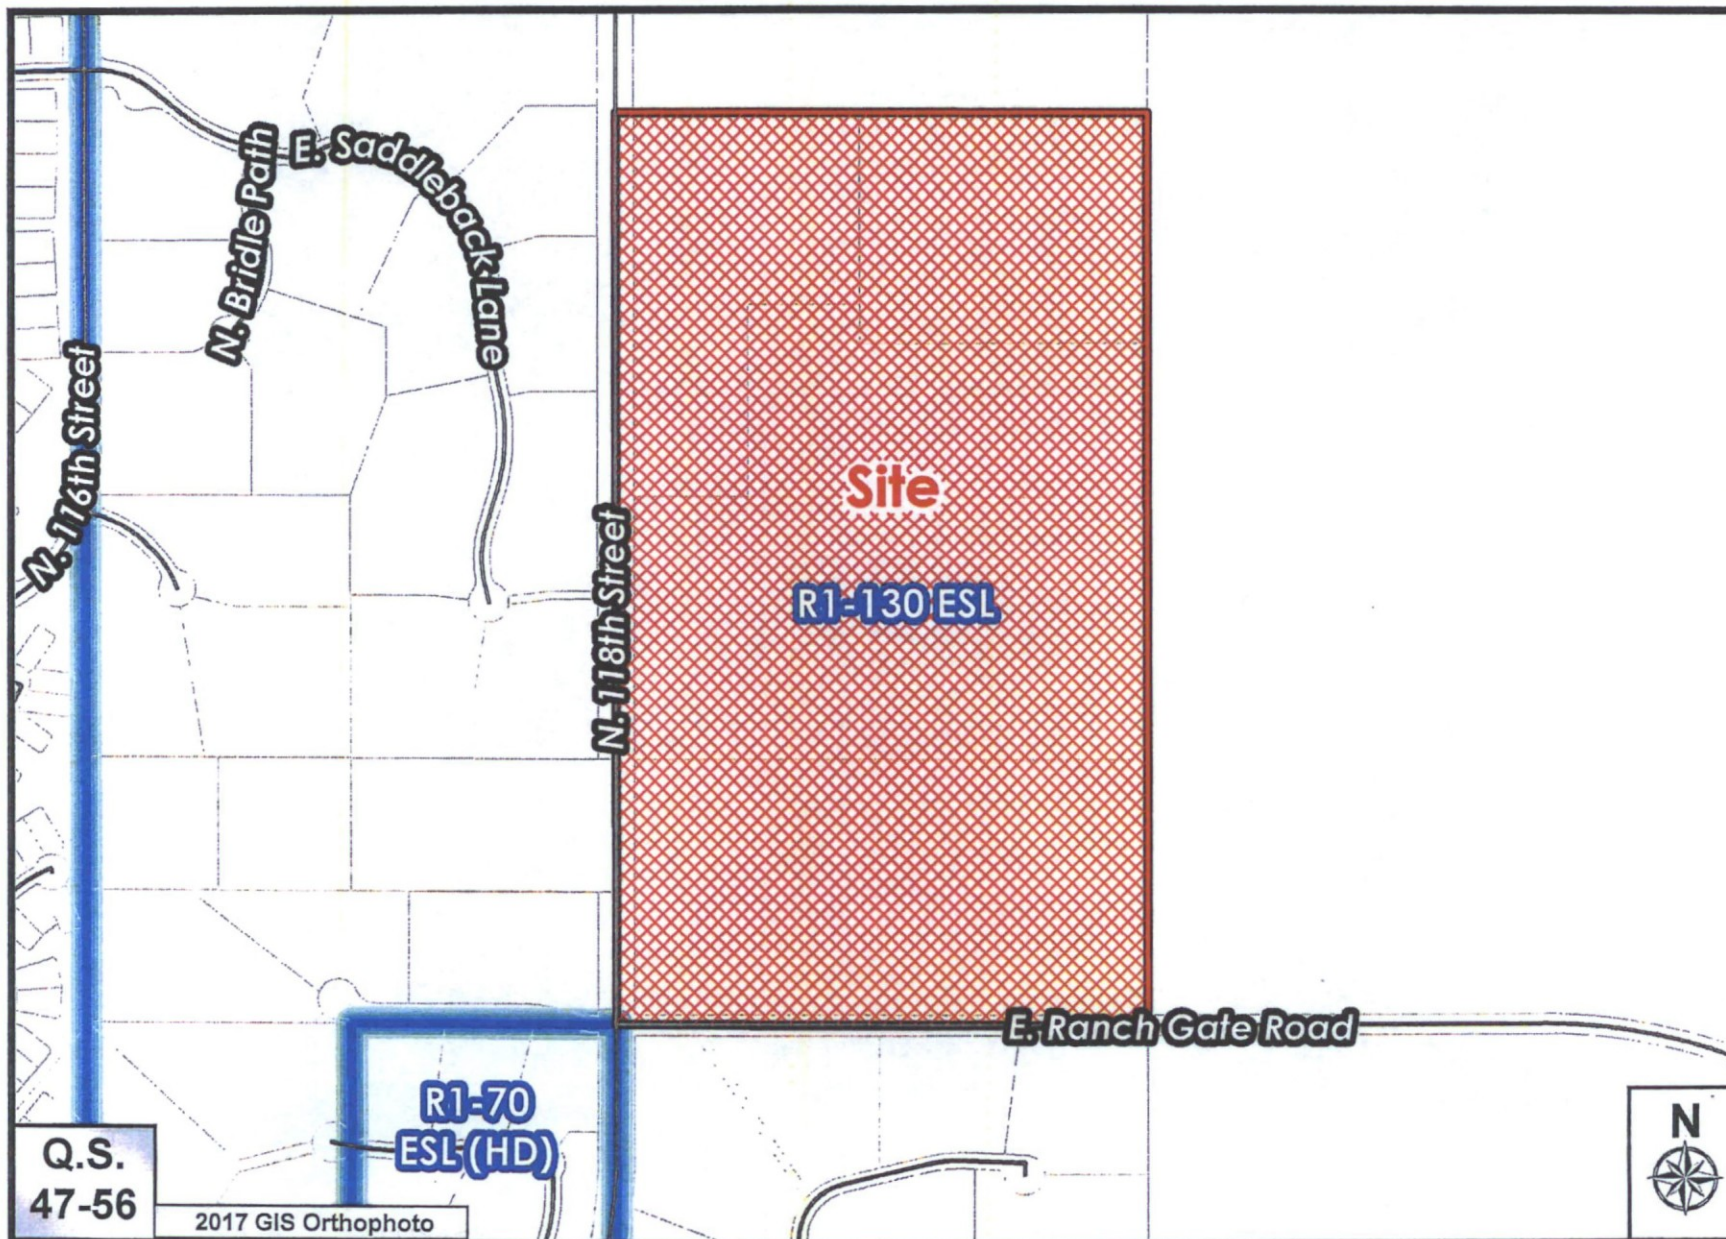 E. Saddleback Lane
N. Bridle Path
N. 116th Street
Site
N. 118th Street
R1-130 ESL
E. Ranch Gate Road
R1-70
ESL (HD)
Q.S.
47-56
2017 GIS Orthophoto
N